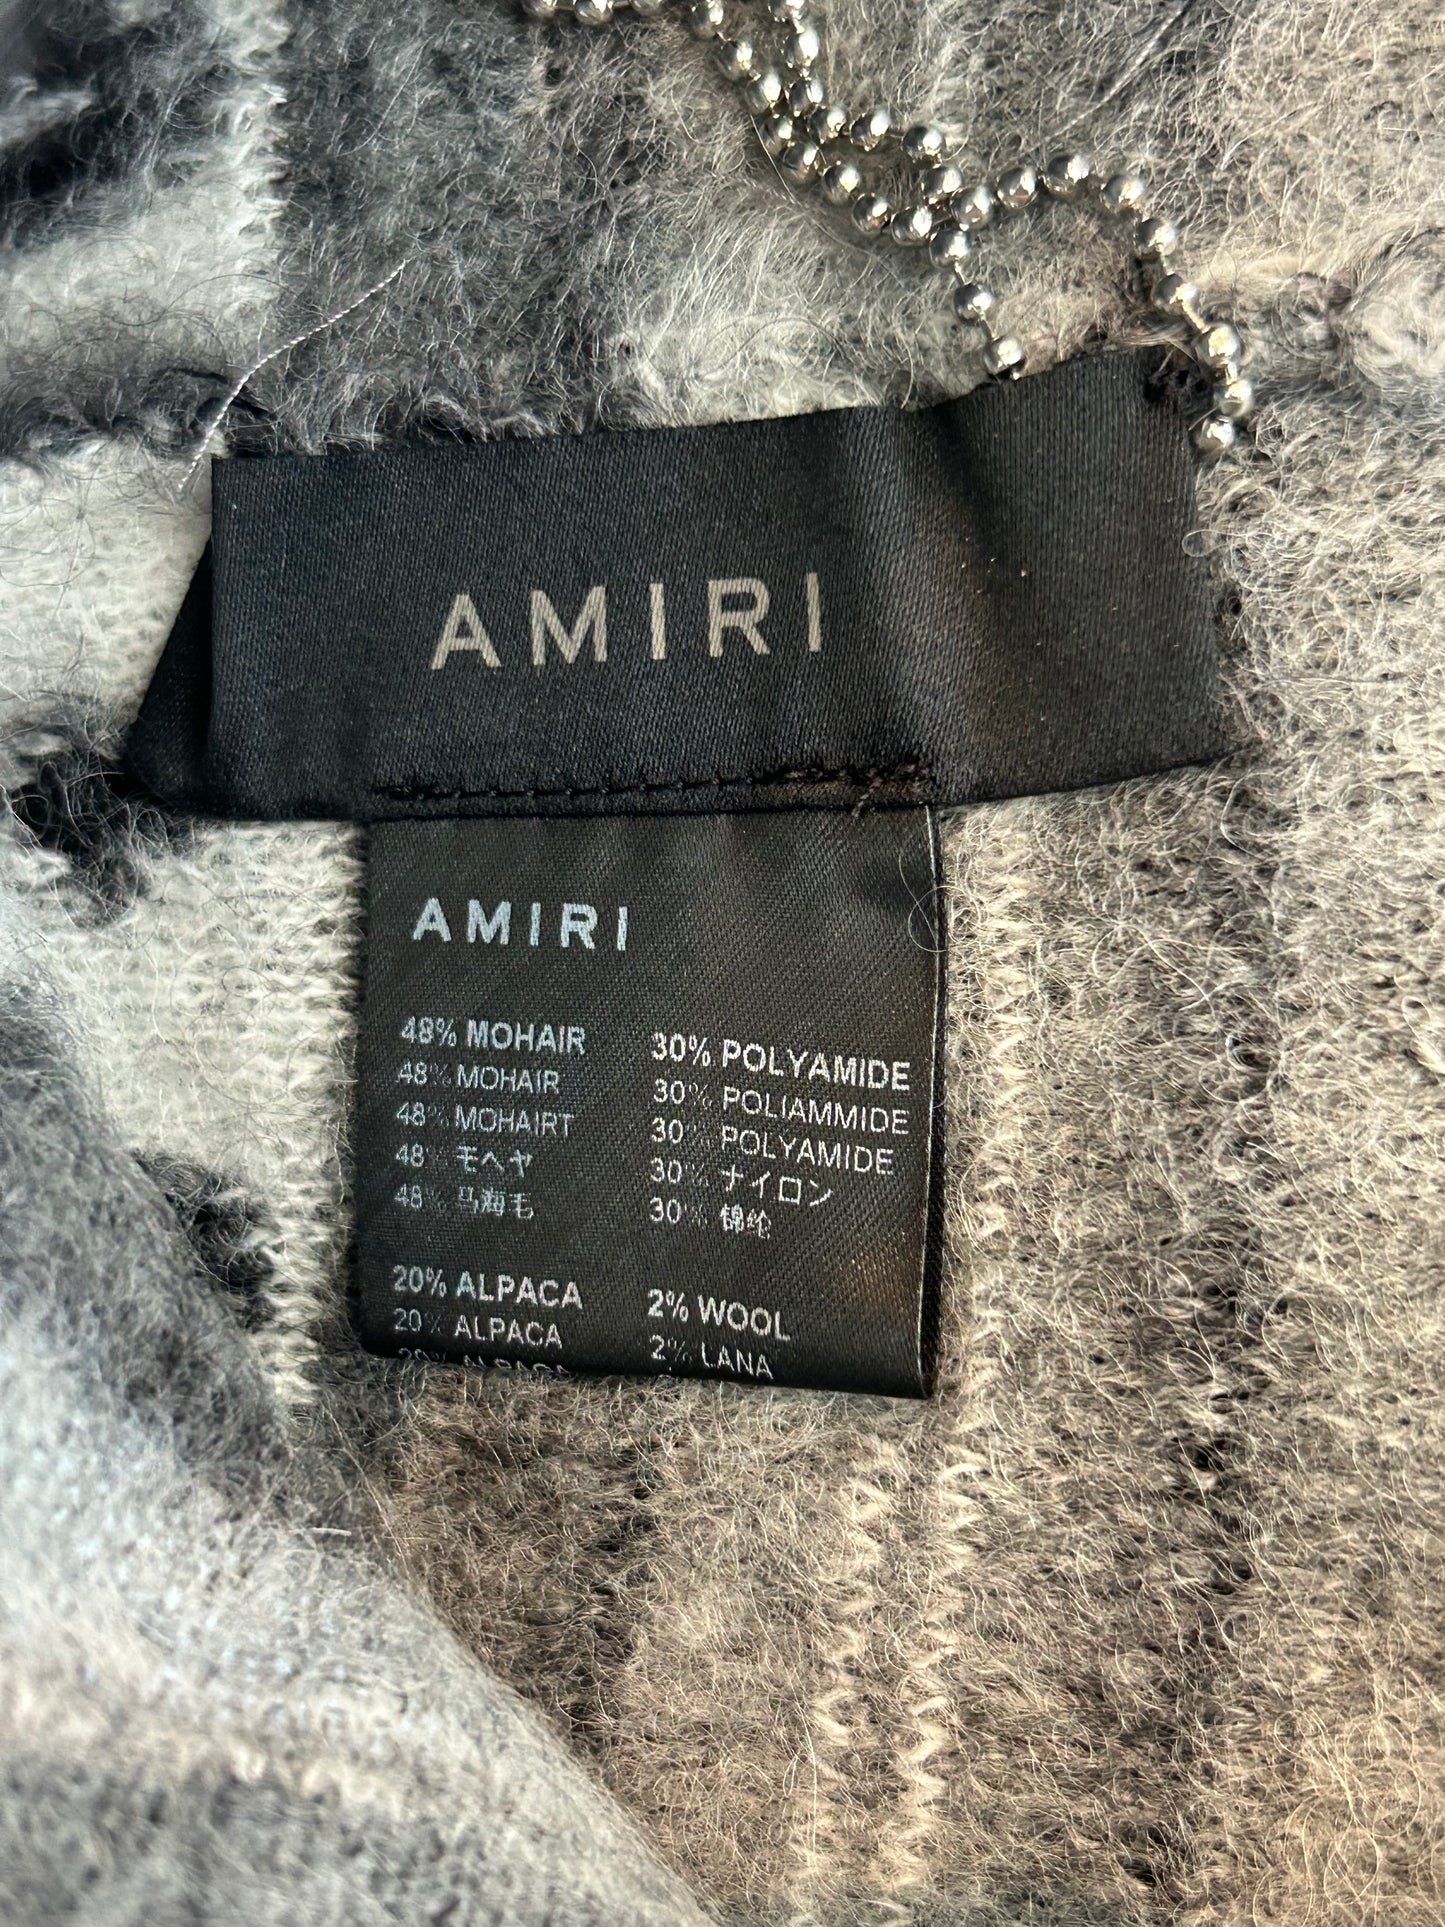 AMIRI
AMIRI
48% MOHAIR
48% MOHAIR
48% MOHAIRT
48% モヘヤ
48% 马海毛
30% POLYAMIDE
30% POLIAMMIDE
30% POLYAMIDE
30% ナイロン
30% 锦纶
20% ALPACA
20% ALPACA
20% ALPACA
2% WOOL
2% LANA